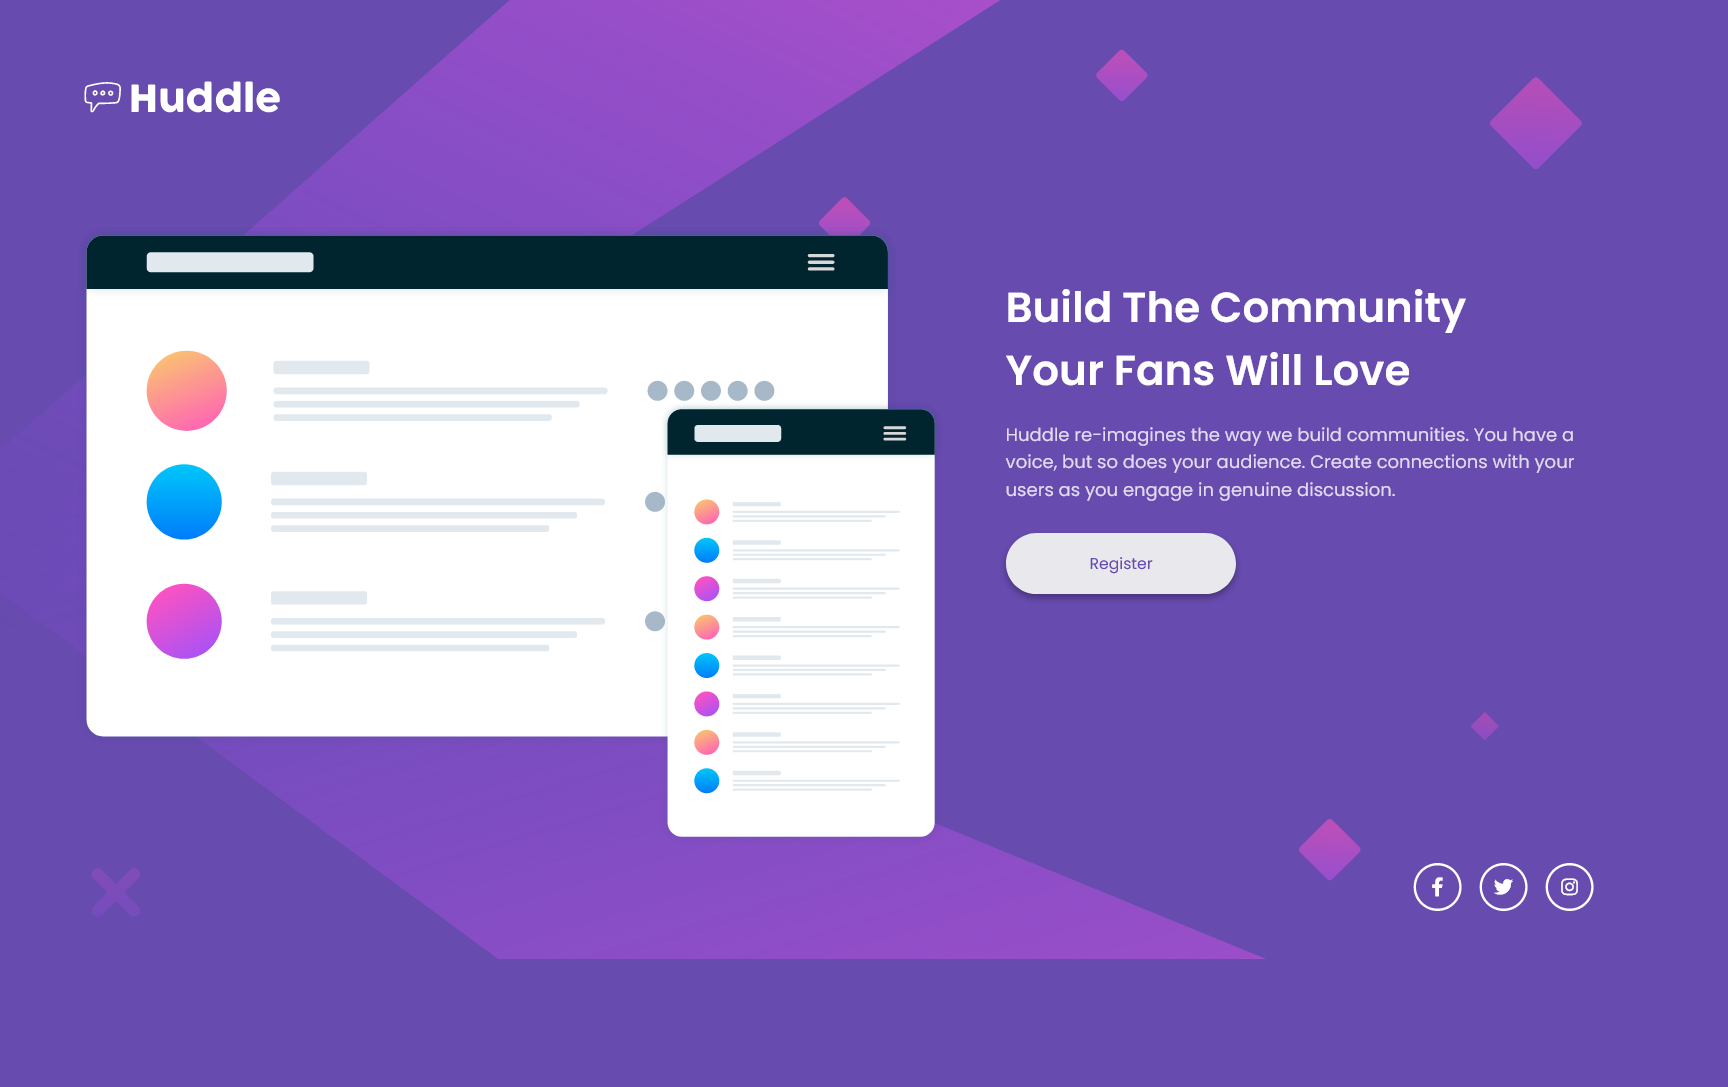 Huddle
Build The Community
Your Fans Will Love
Huddle re-imagines the way we build communities. You have a
voice, but so does your audience. Create connections with your
users as you engage in genuine discussion.
Register